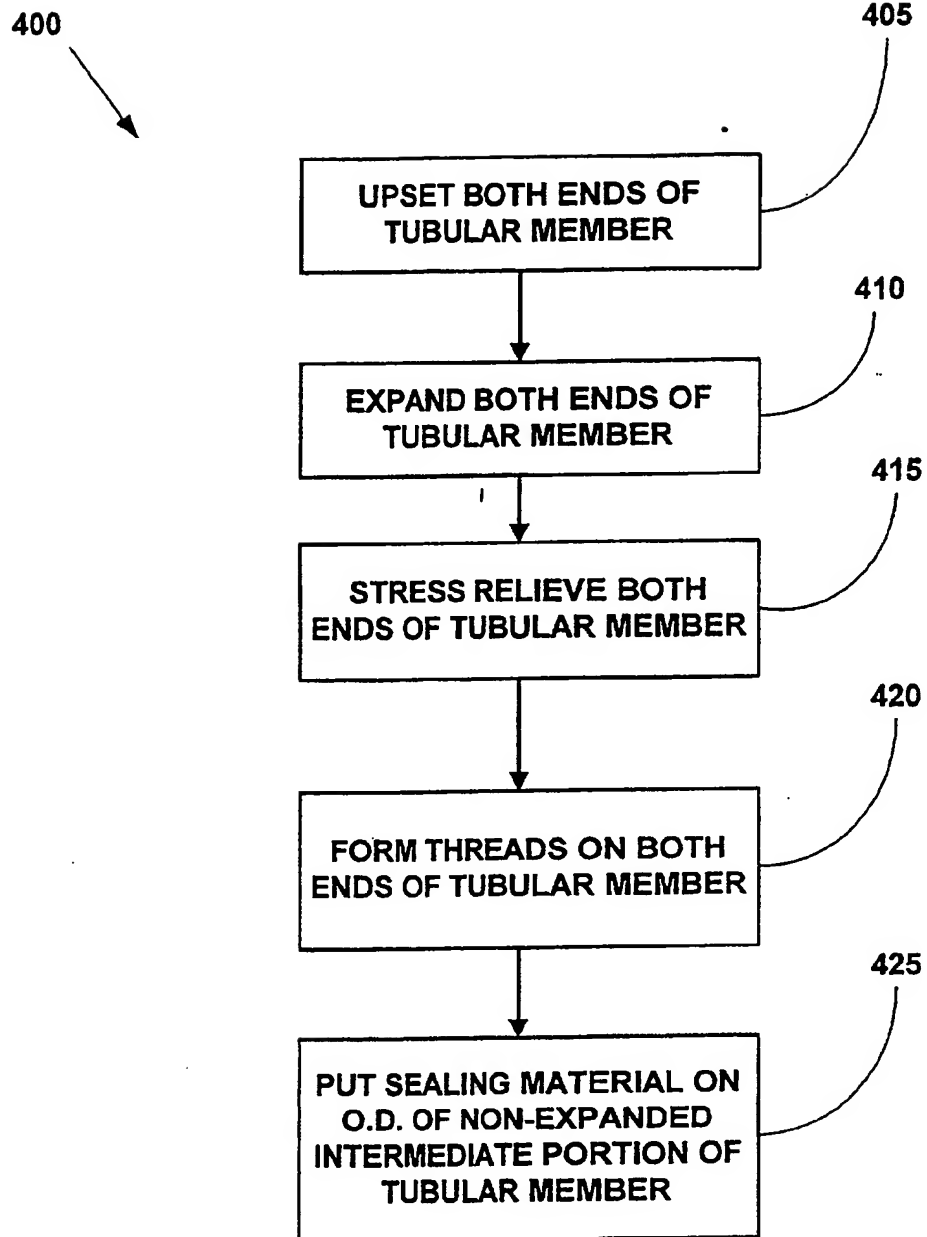 400
405
UPSET BOTH ENDS OF
TUBULAR MEMBER
410
EXPAND BOTH ENDS OF
TUBULAR MEMBER
415
STRESS RELIEVE BOTH
ENDS OF TUBULAR MEMBER
420
FORM THREADS ON BOTH
ENDS OF TUBULAR MEMBER
425
PUT SEALING MATERIAL ON
O.D. OF NON-EXPANDED
INTERMEDIATE PORTION OF
TUBULAR MEMBER